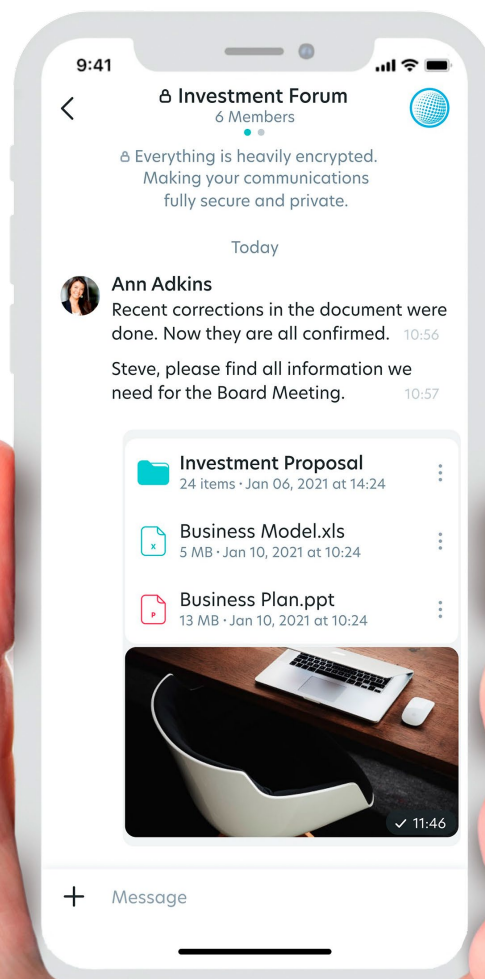 9:41
Investment Forum
6 Members
Everything is heavily encrypted.
Making your communications
fully secure and private.
Today
Ann Adkins
Recent corrections in the document were
done. Now they are all confirmed. 10:56
Steve, please find all information we
need for the Board Meeting. 10:57
Investment Proposal
24 items · Jan 06, 2021 at 14:24
X
Business Model.xls
5 MB · Jan 10, 2021 at 10:24
P
Business Plan.ppt
13 MB · Jan 10, 2021 at 10:24
11:46
Message